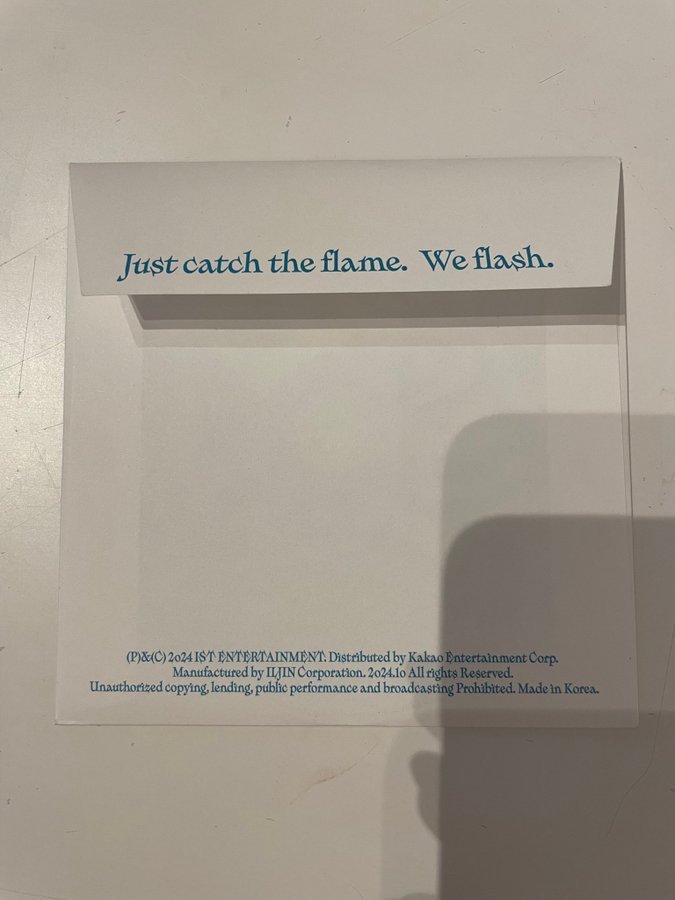 Just catch the flame. We flash.
(P)&(C) 2024 IST ENTERTAINMENT. Distributed by Kakao Entertainment Corp.
Manufactured by ILJIN Corporation. 2024.10 All rights Reserved.
Unauthorized copying, lending, public performance and broadcasting Prohibited. Made in Korea.